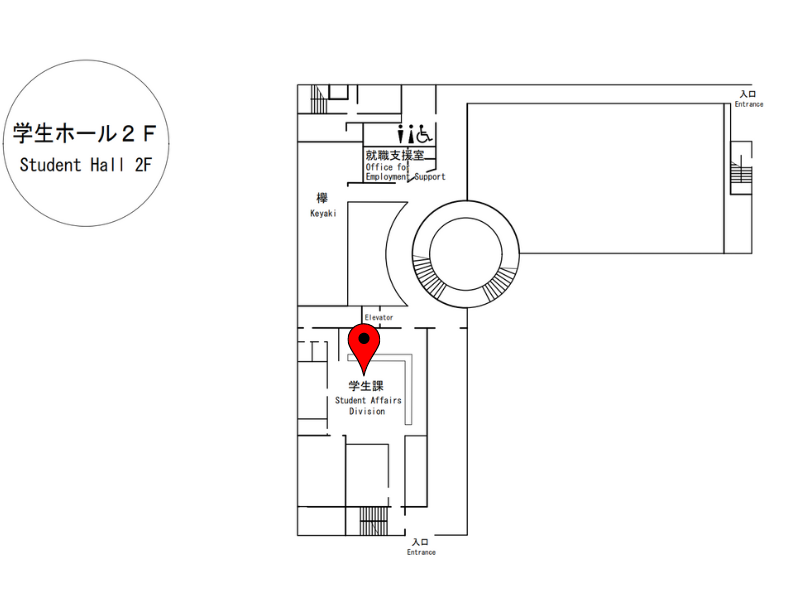 学生ホール２Ｆ
Student Hall 2F
入口
Entrance
就職支援室
Office for
Employment Support
欅
Keyaki
Elevator
学生課
Student Affairs
Division
入口
Entrance